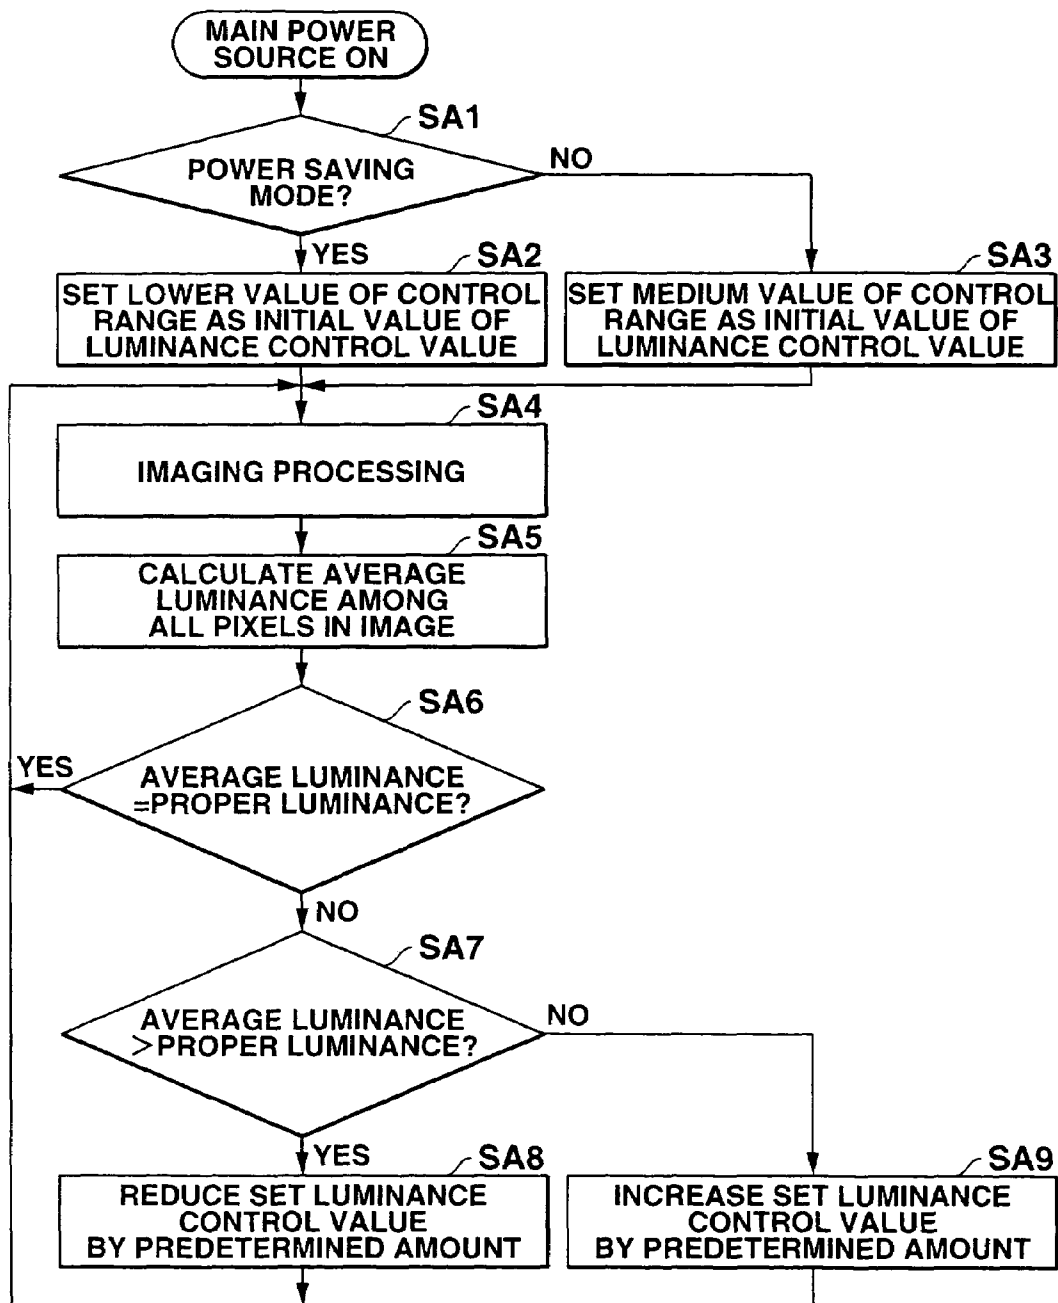 MAIN POWER
SOURCE ON
SA1
POWER SAVING
MODE?
NO
YES
SA2
SET LOWER VALUE OF CONTROL
RANGE AS INITIAL VALUE OF
LUMINANCE CONTROL VALUE
SA3
SET MEDIUM VALUE OF CONTROL
RANGE AS INITIAL VALUE OF
LUMINANCE CONTROL VALUE
SA4
IMAGING PROCESSING
SA5
CALCULATE AVERAGE
LUMINANCE AMONG
ALL PIXELS IN IMAGE
SA6
YES
AVERAGE LUMINANCE
=PROPER LUMINANCE?
NO
SA7
AVERAGE LUMINANCE
>PROPER LUMINANCE?
NO
YES
SA8
REDUCE SET LUMINANCE
CONTROL VALUE
BY PREDETERMINED AMOUNT
SA9
INCREASE SET LUMINANCE
CONTROL VALUE
BY PREDETERMINED AMOUNT